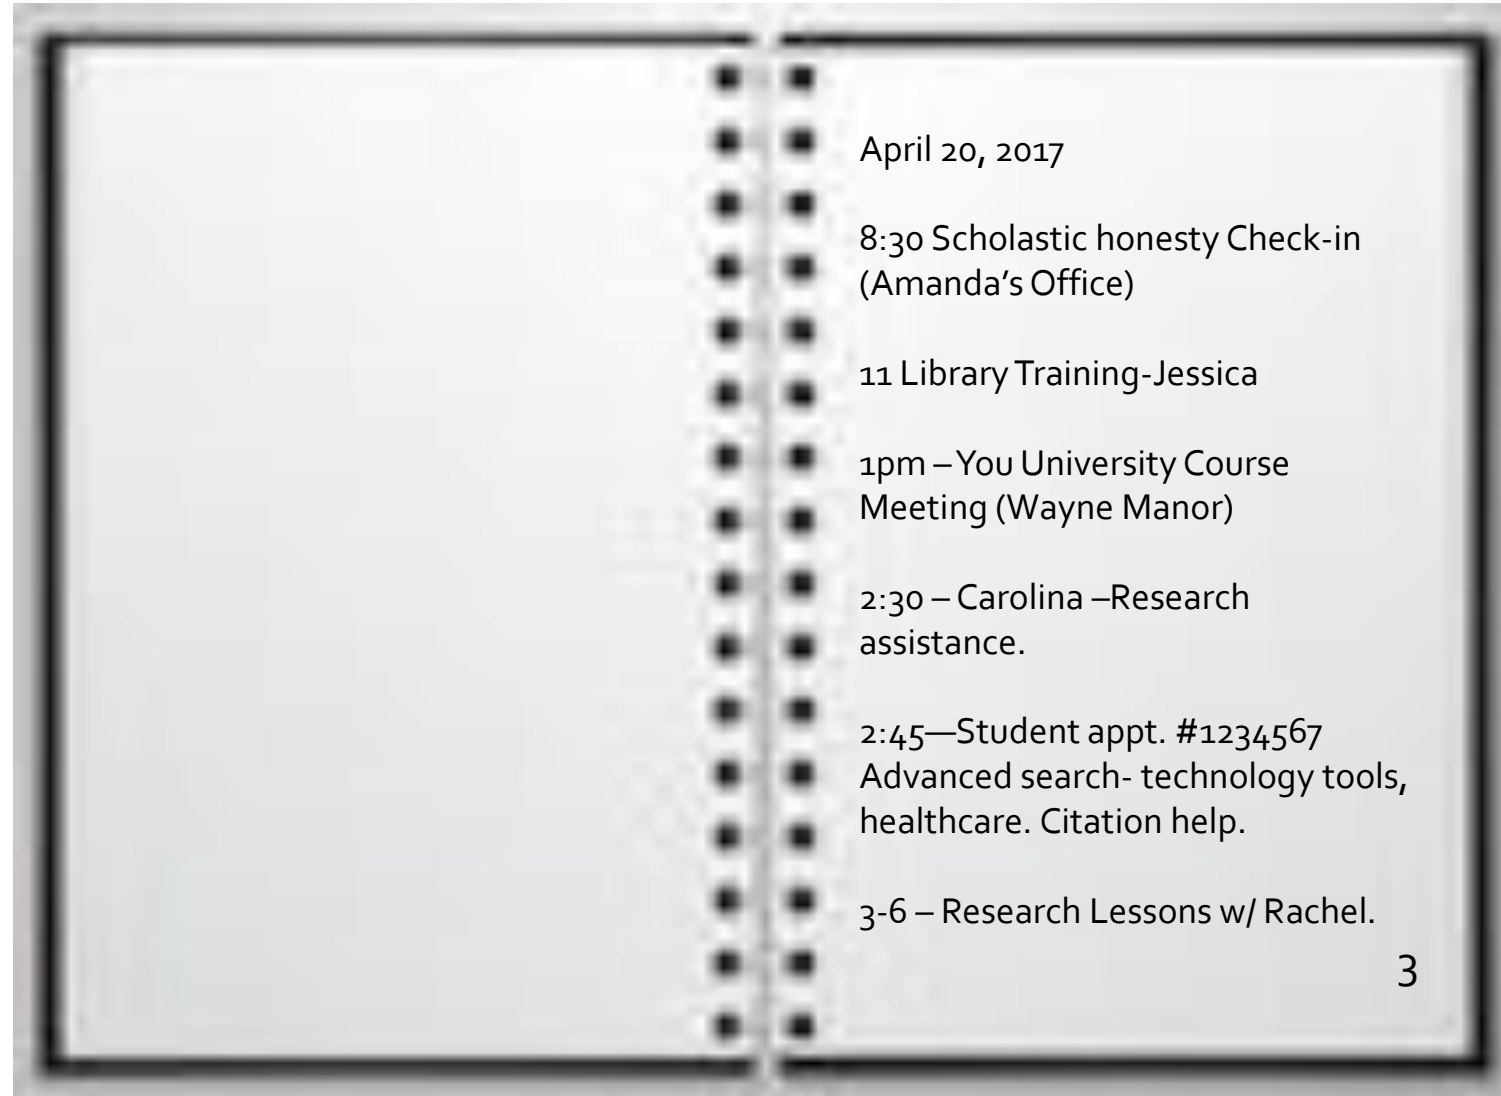 April 20, 2017
8:30 Scholastic honesty Check-in
(Amanda’s Office)
11 Library Training-Jessica
1pm – You University Course
Meeting (Wayne Manor)
2:30 – Carolina –Research
assistance.
2:45—Student appt. #1234567
Advanced search- technology tools,
healthcare. Citation help.
3-6 – Research Lessons w/ Rachel.
3